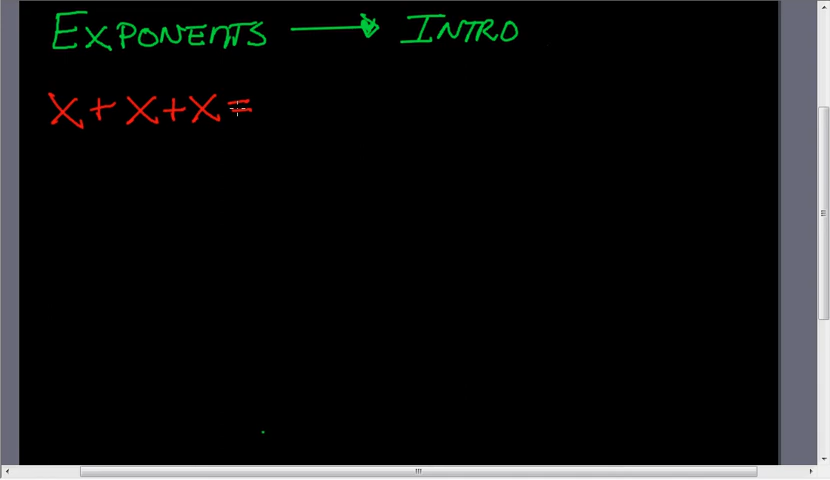 EXPONENTS → INTRO
X+X+X=